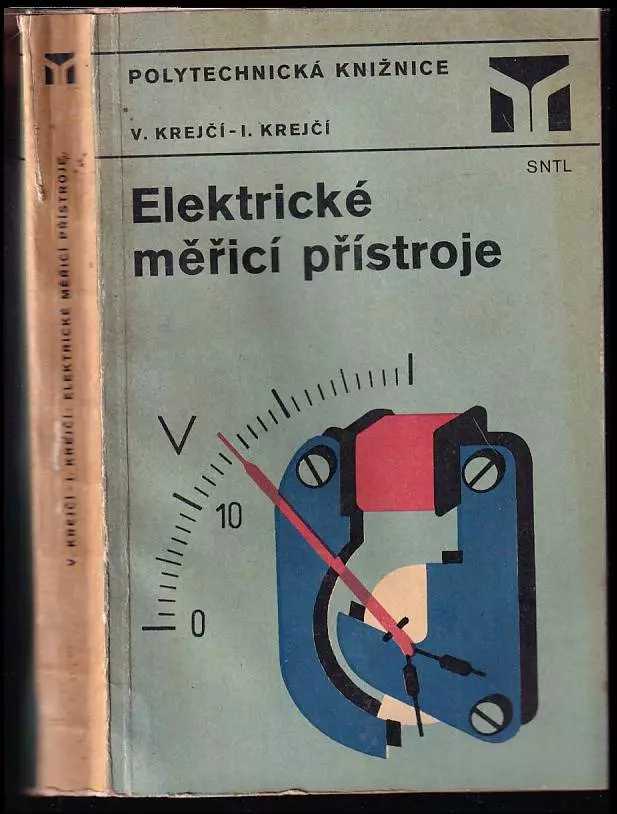 POLYTECHNICKÁ KNIŽNICE
V. KREJČÍ-I. KREJČÍ
SNTL
Elektrické
měřicí přístroje
V
10
0
V. KREJČÍ-I. KREJČÍ: ELEKTRICKÉ MĚŘICÍ PŘÍSTROJE